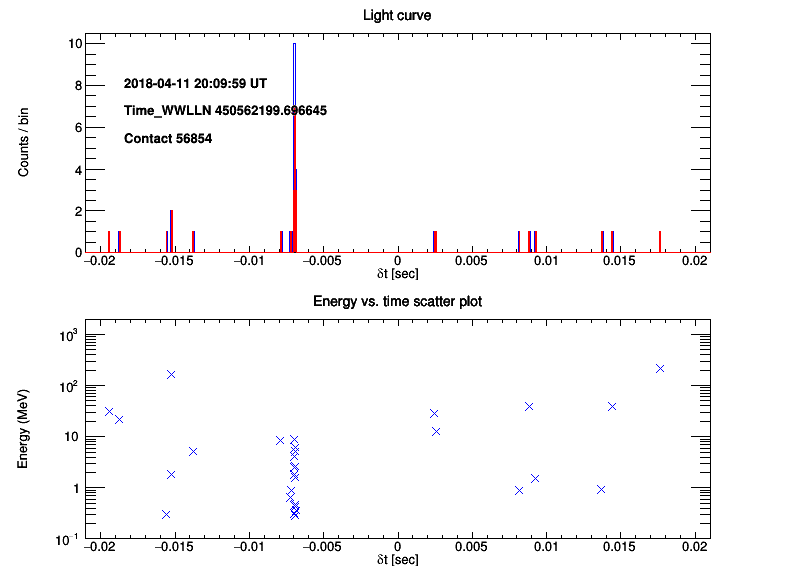 Light curve
Counts / bin
10
8
6
4
2
0
2018-04-11 20:09:59 UT
Time_WWLLN 450562199.696645
Contact 56854
−0.02 −0.015 −0.01 −0.005 0 0.005 0.01 0.015 0.02
δt [sec]
Energy vs. time scatter plot
Energy (MeV)
10³
10²
10
1
10⁻¹
−0.02 −0.015 −0.01 −0.005 0 0.005 0.01 0.015 0.02
δt [sec]